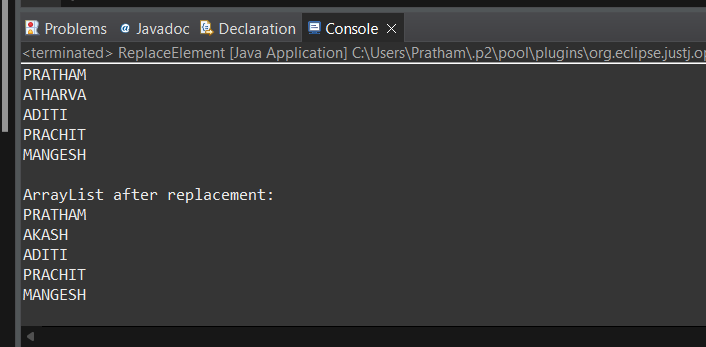 Problems @ Javadoc Declaration Console
<terminated> ReplaceElement [Java Application] C:\Users\Pratham\.p2\pool\plugins\org.eclipse.justj.op
PRATHAM
ATHARVA
ADITI
PRACHIT
MANGESH
ArrayList after replacement:
PRATHAM
AKASH
ADITI
PRACHIT
MANGESH